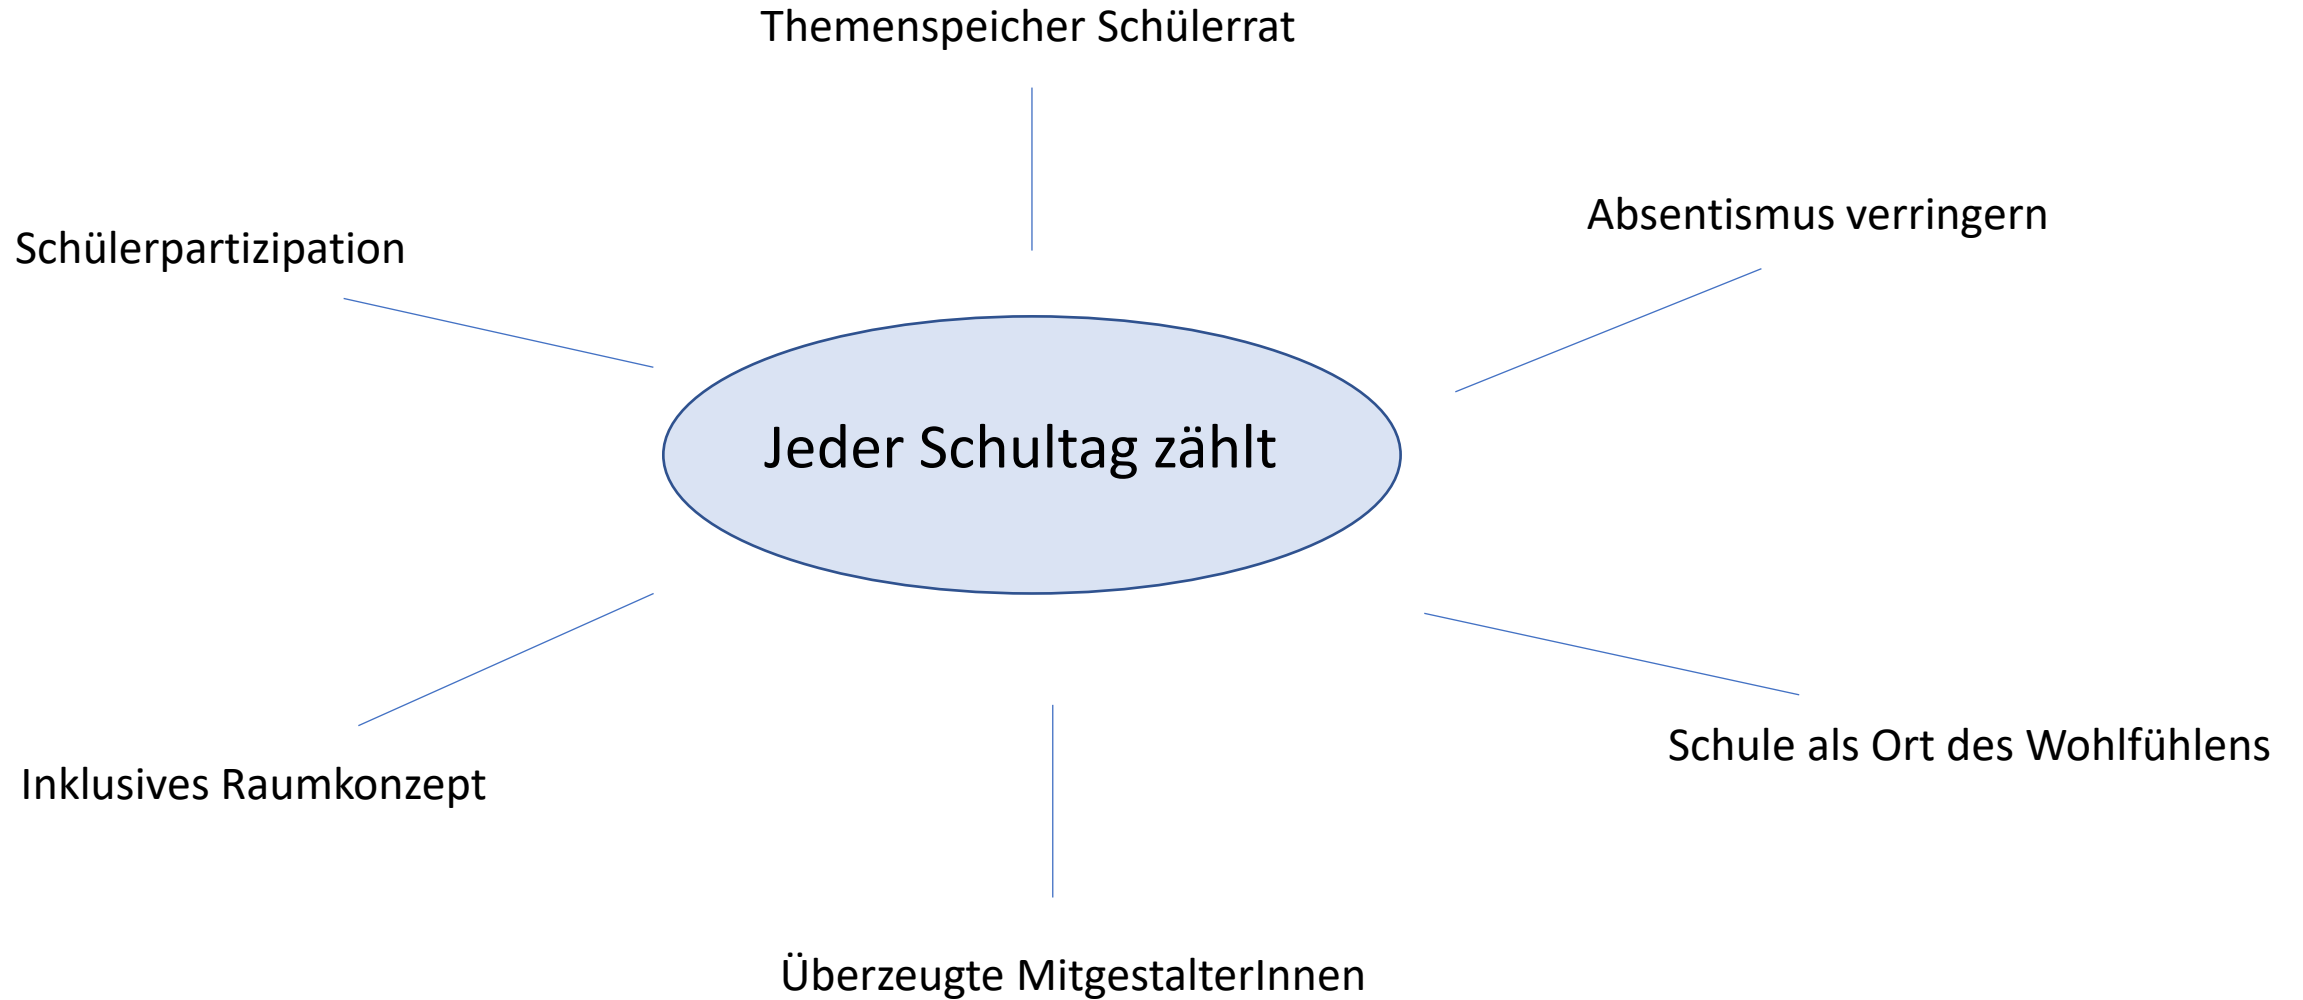 Themenspeicher Schülerrat
Absentismus verringern
Schülerpartizipation
Jeder Schultag zählt
Schule als Ort des Wohlfühlens
Inklusives Raumkonzept
Überzeugte MitgestalterInnen